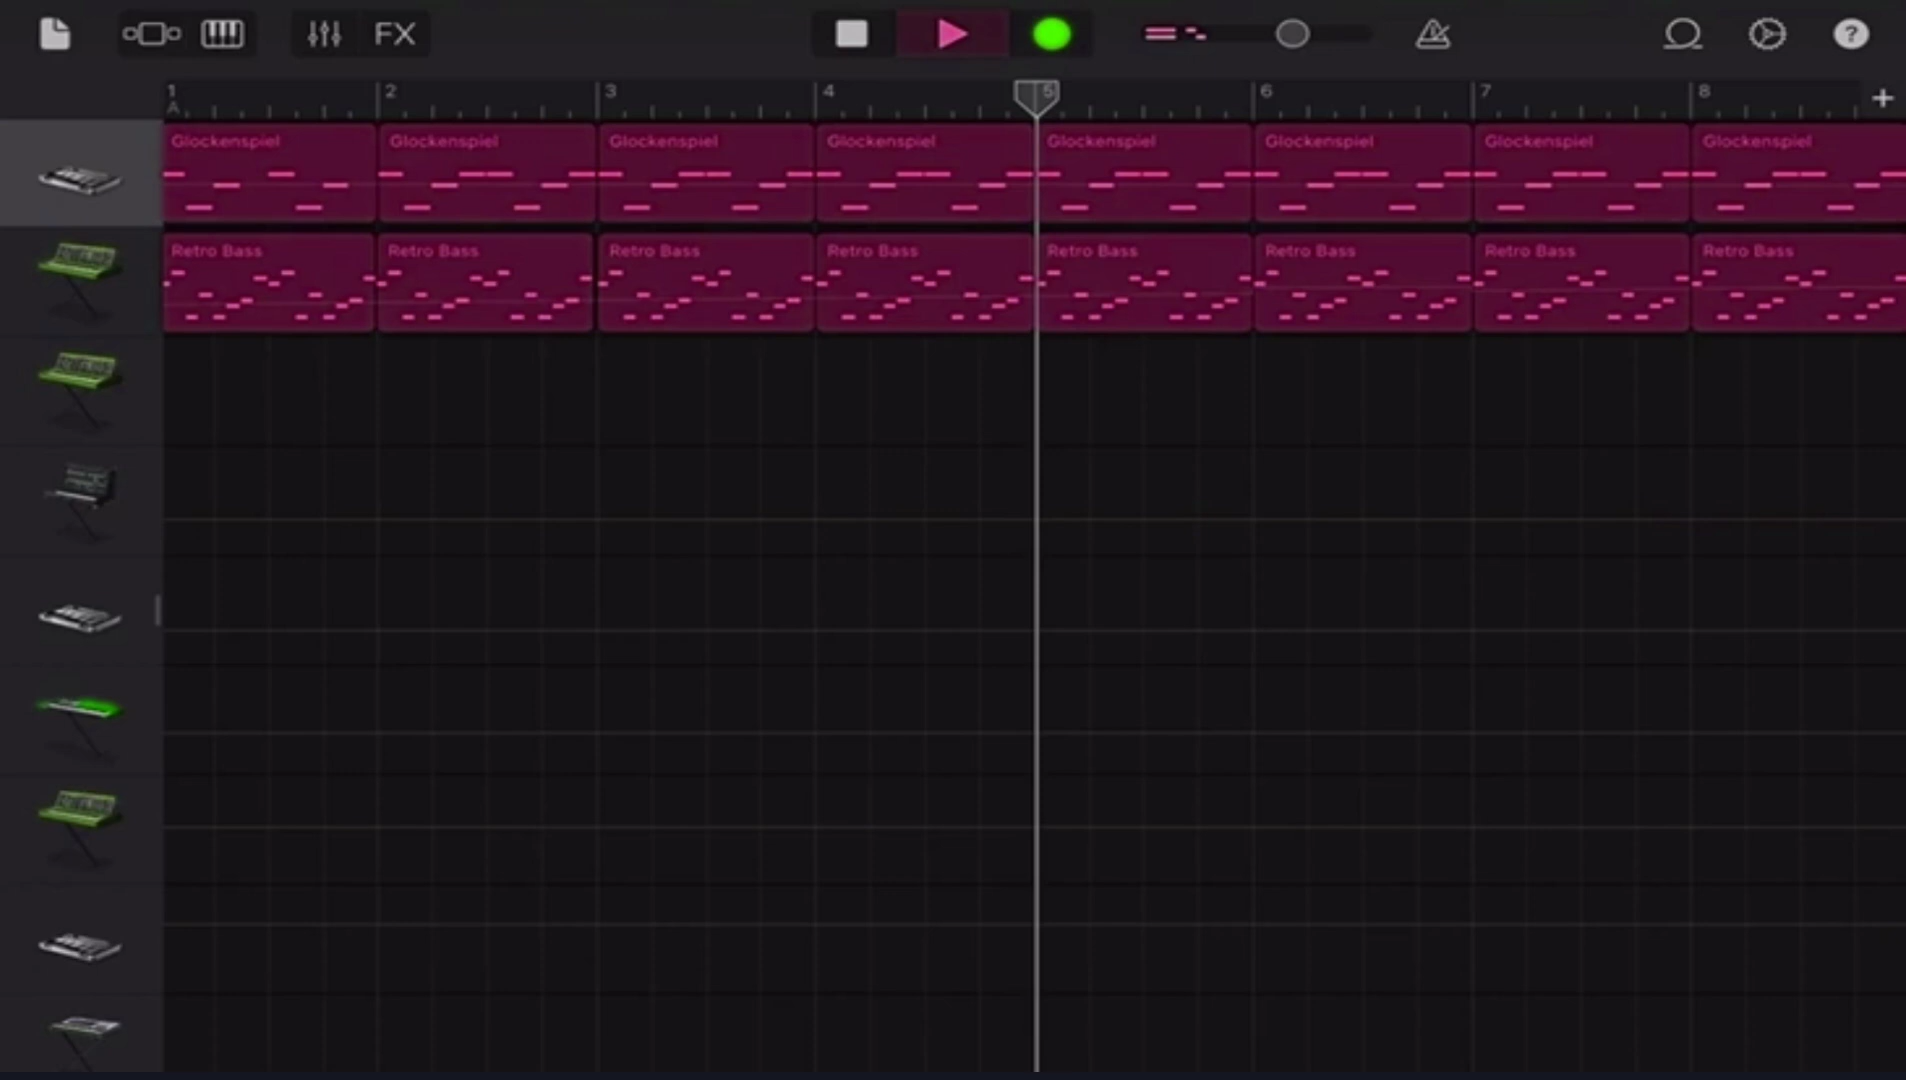 FX
?
1 2 3 4 5 6 7 8 +
A
Glockenspiel Glockenspiel Glockenspiel Glockenspiel Glockenspiel Glockenspiel Glockenspiel Glockenspiel
Retro Bass Retro Bass Retro Bass Retro Bass Retro Bass Retro Bass Retro Bass Retro Bass